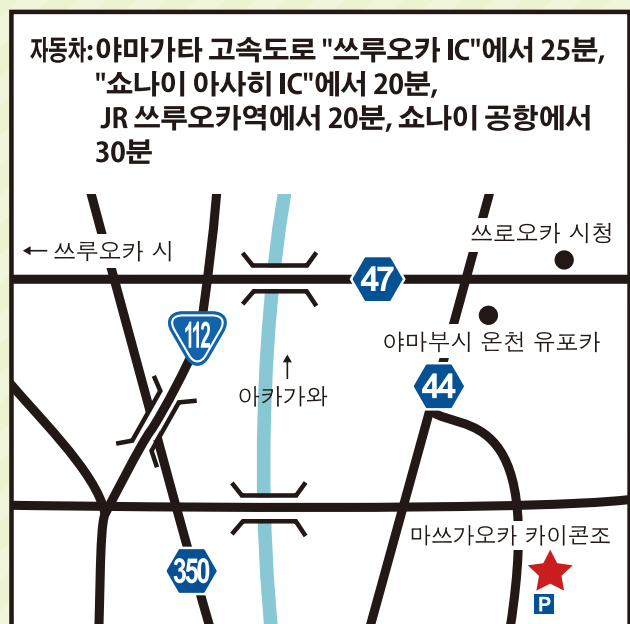 자동차:야마가타 고속도로 "쓰루오카 IC"에서 25분,
"쇼나이 아사히 IC"에서 20분,
JR 쓰루오카역에서 20분, 쇼나이 공항에서
30분
← 쓰루오카 시
쓰로오카 시청
47
112
야마부시 온천 유포카
↑
아카가와
44
마쓰가오카 카이콘조
350
P